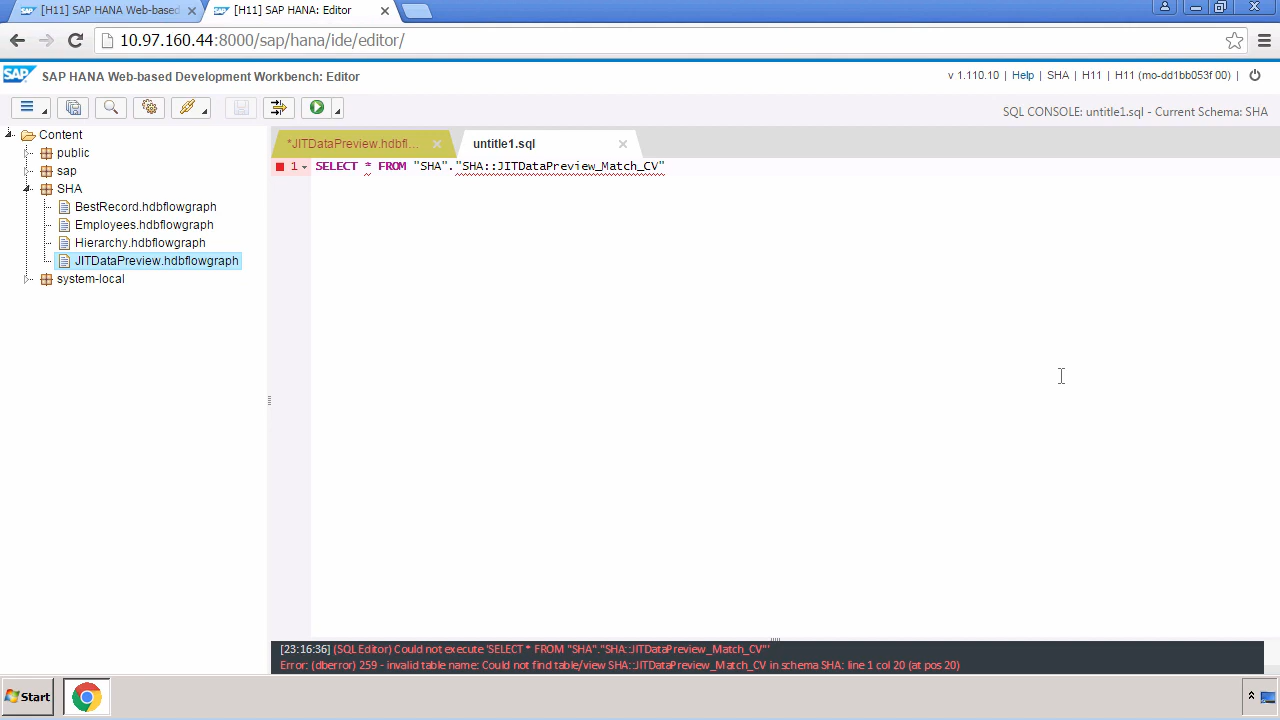 [H11] SAP HANA Web-based
[H11] SAP HANA: Editor
10.97.160.44:8000/sap/hana/ide/editor/
SAP SAP HANA Web-based Development Workbench: Editor
v 1.110.10 | Help | SHA | H11 | H11 (mo-dd1bb053f 00) |
SQL CONSOLE: untitle1.sql - Current Schema: SHA
Content
public
sap
SHA
BestRecord.hdbflowgraph
Employees.hdbflowgraph
Hierarchy.hdbflowgraph
JITDataPreview.hdbflowgraph
system-local
*JITDataPreview.hdbfl...
untitle1.sql
1 SELECT * FROM "SHA"."SHA::JITDataPreview_Match_CV"
[23:16:36] (SQL Editor) Could not execute 'SELECT * FROM "SHA"."SHA::JITDataPreview_Match_CV"'
Error: (dberror) 259 - invalid table name: Could not find table/view SHA::JITDataPreview_Match_CV in schema SHA: line 1 col 20 (at pos 20)
Start